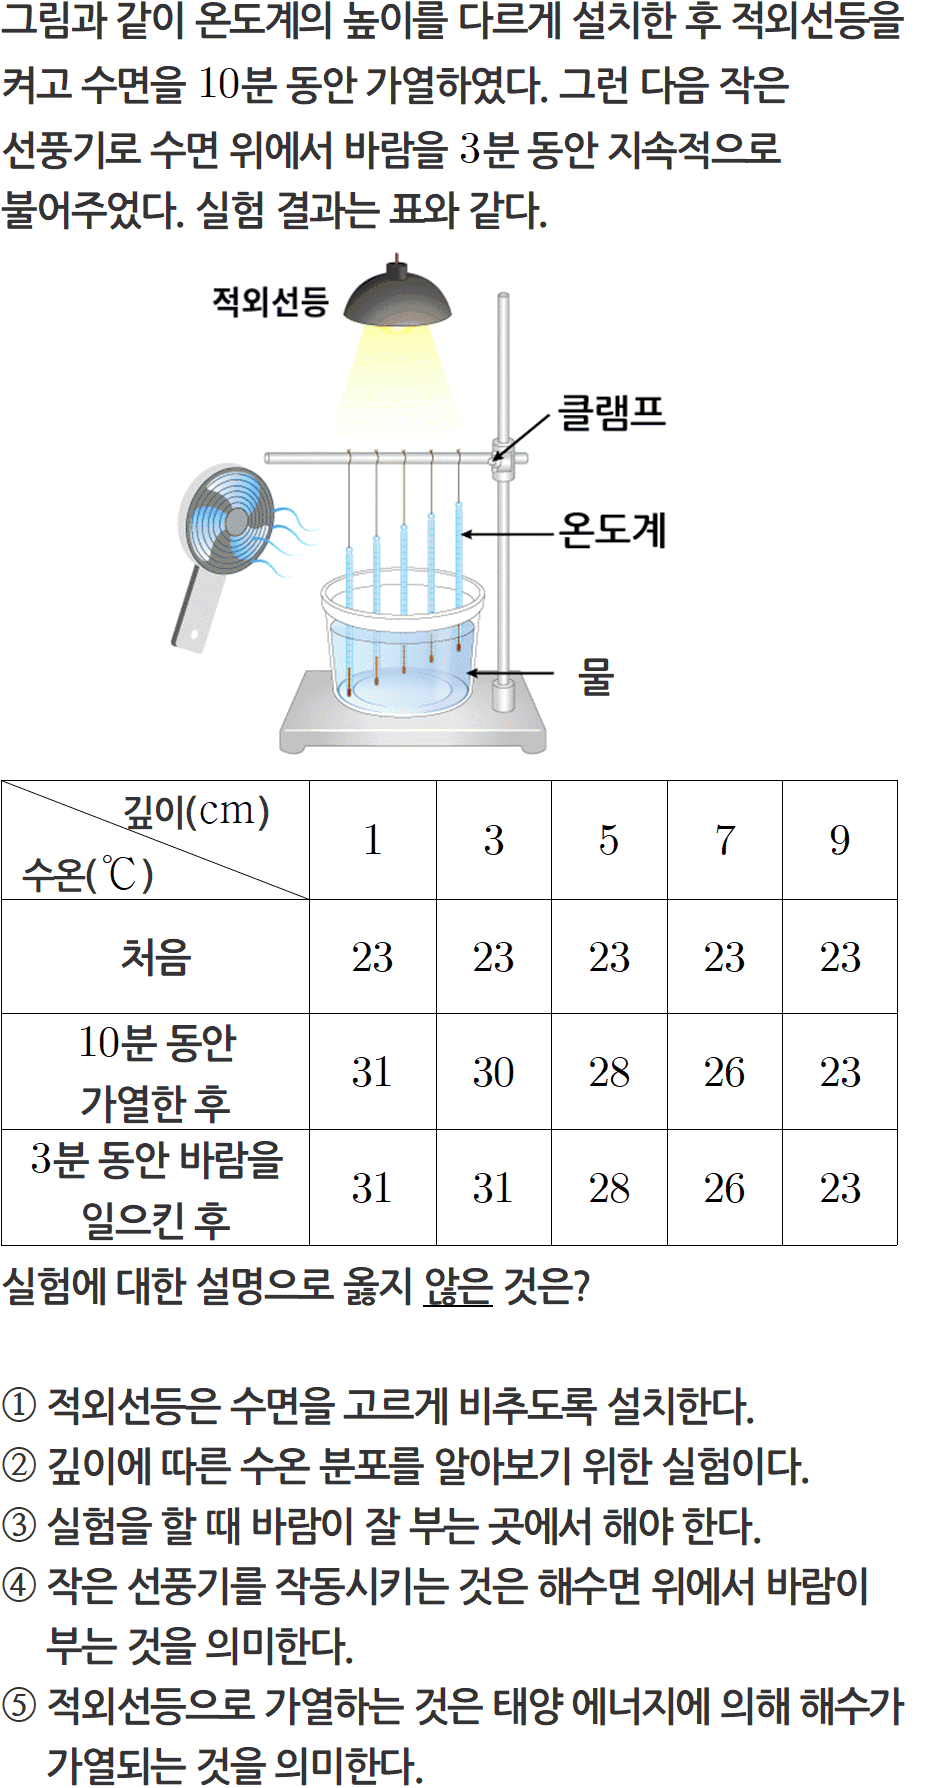 그림과 같이 온도계의 높이를 다르게 설치한 후 적외선등을
켜고 수면을 10분 동안 가열하였다. 그런 다음 작은
선풍기로 수면 위에서 바람을 3분 동안 지속적으로
불어주었다. 실험 결과는 표와 같다.
적외선등
클램프
온도계
물
깊이(cm) 1 3 5 7 9
수온(℃)
처음 23 23 23 23 23
10분 동안
가열한 후 31 30 28 26 23
3분 동안 바람을
일으킨 후 31 31 28 26 23
실험에 대한 설명으로 옳지 않은 것은?
① 적외선등은 수면을 고르게 비추도록 설치한다.
② 깊이에 따른 수온 분포를 알아보기 위한 실험이다.
③ 실험을 할 때 바람이 잘 부는 곳에서 해야 한다.
④ 작은 선풍기를 작동시키는 것은 해수면 위에서 바람이
부는 것을 의미한다.
⑤ 적외선등으로 가열하는 것은 태양 에너지에 의해 해수가
가열되는 것을 의미한다.